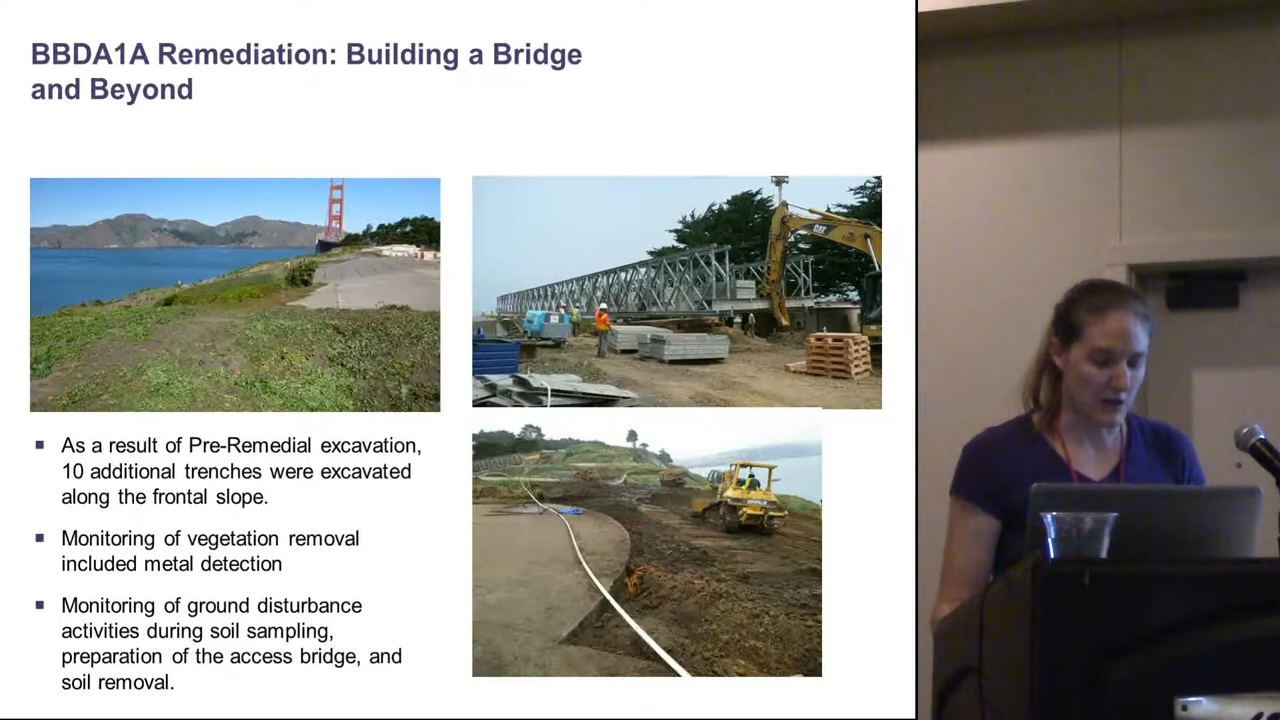 BBDA1A Remediation: Building a Bridge
and Beyond
CAT
As a result of Pre-Remedial excavation,
10 additional trenches were excavated
along the frontal slope.
Monitoring of vegetation removal
included metal detection
Monitoring of ground disturbance
activities during soil sampling,
preparation of the access bridge, and
soil removal.